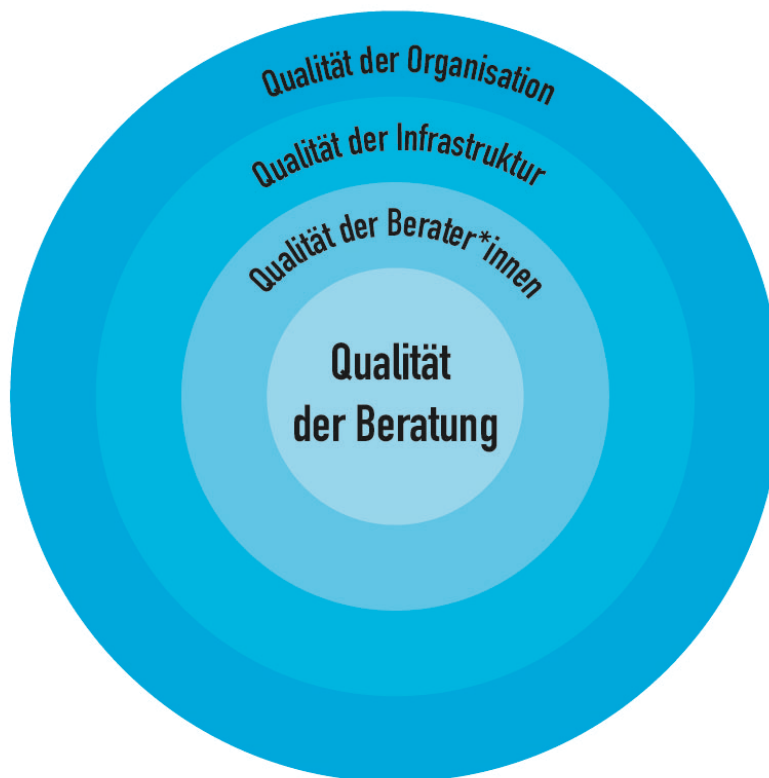 Qualität der Organisation
Qualität der Infrastruktur
Qualität der Berater*innen
Qualität
der Beratung